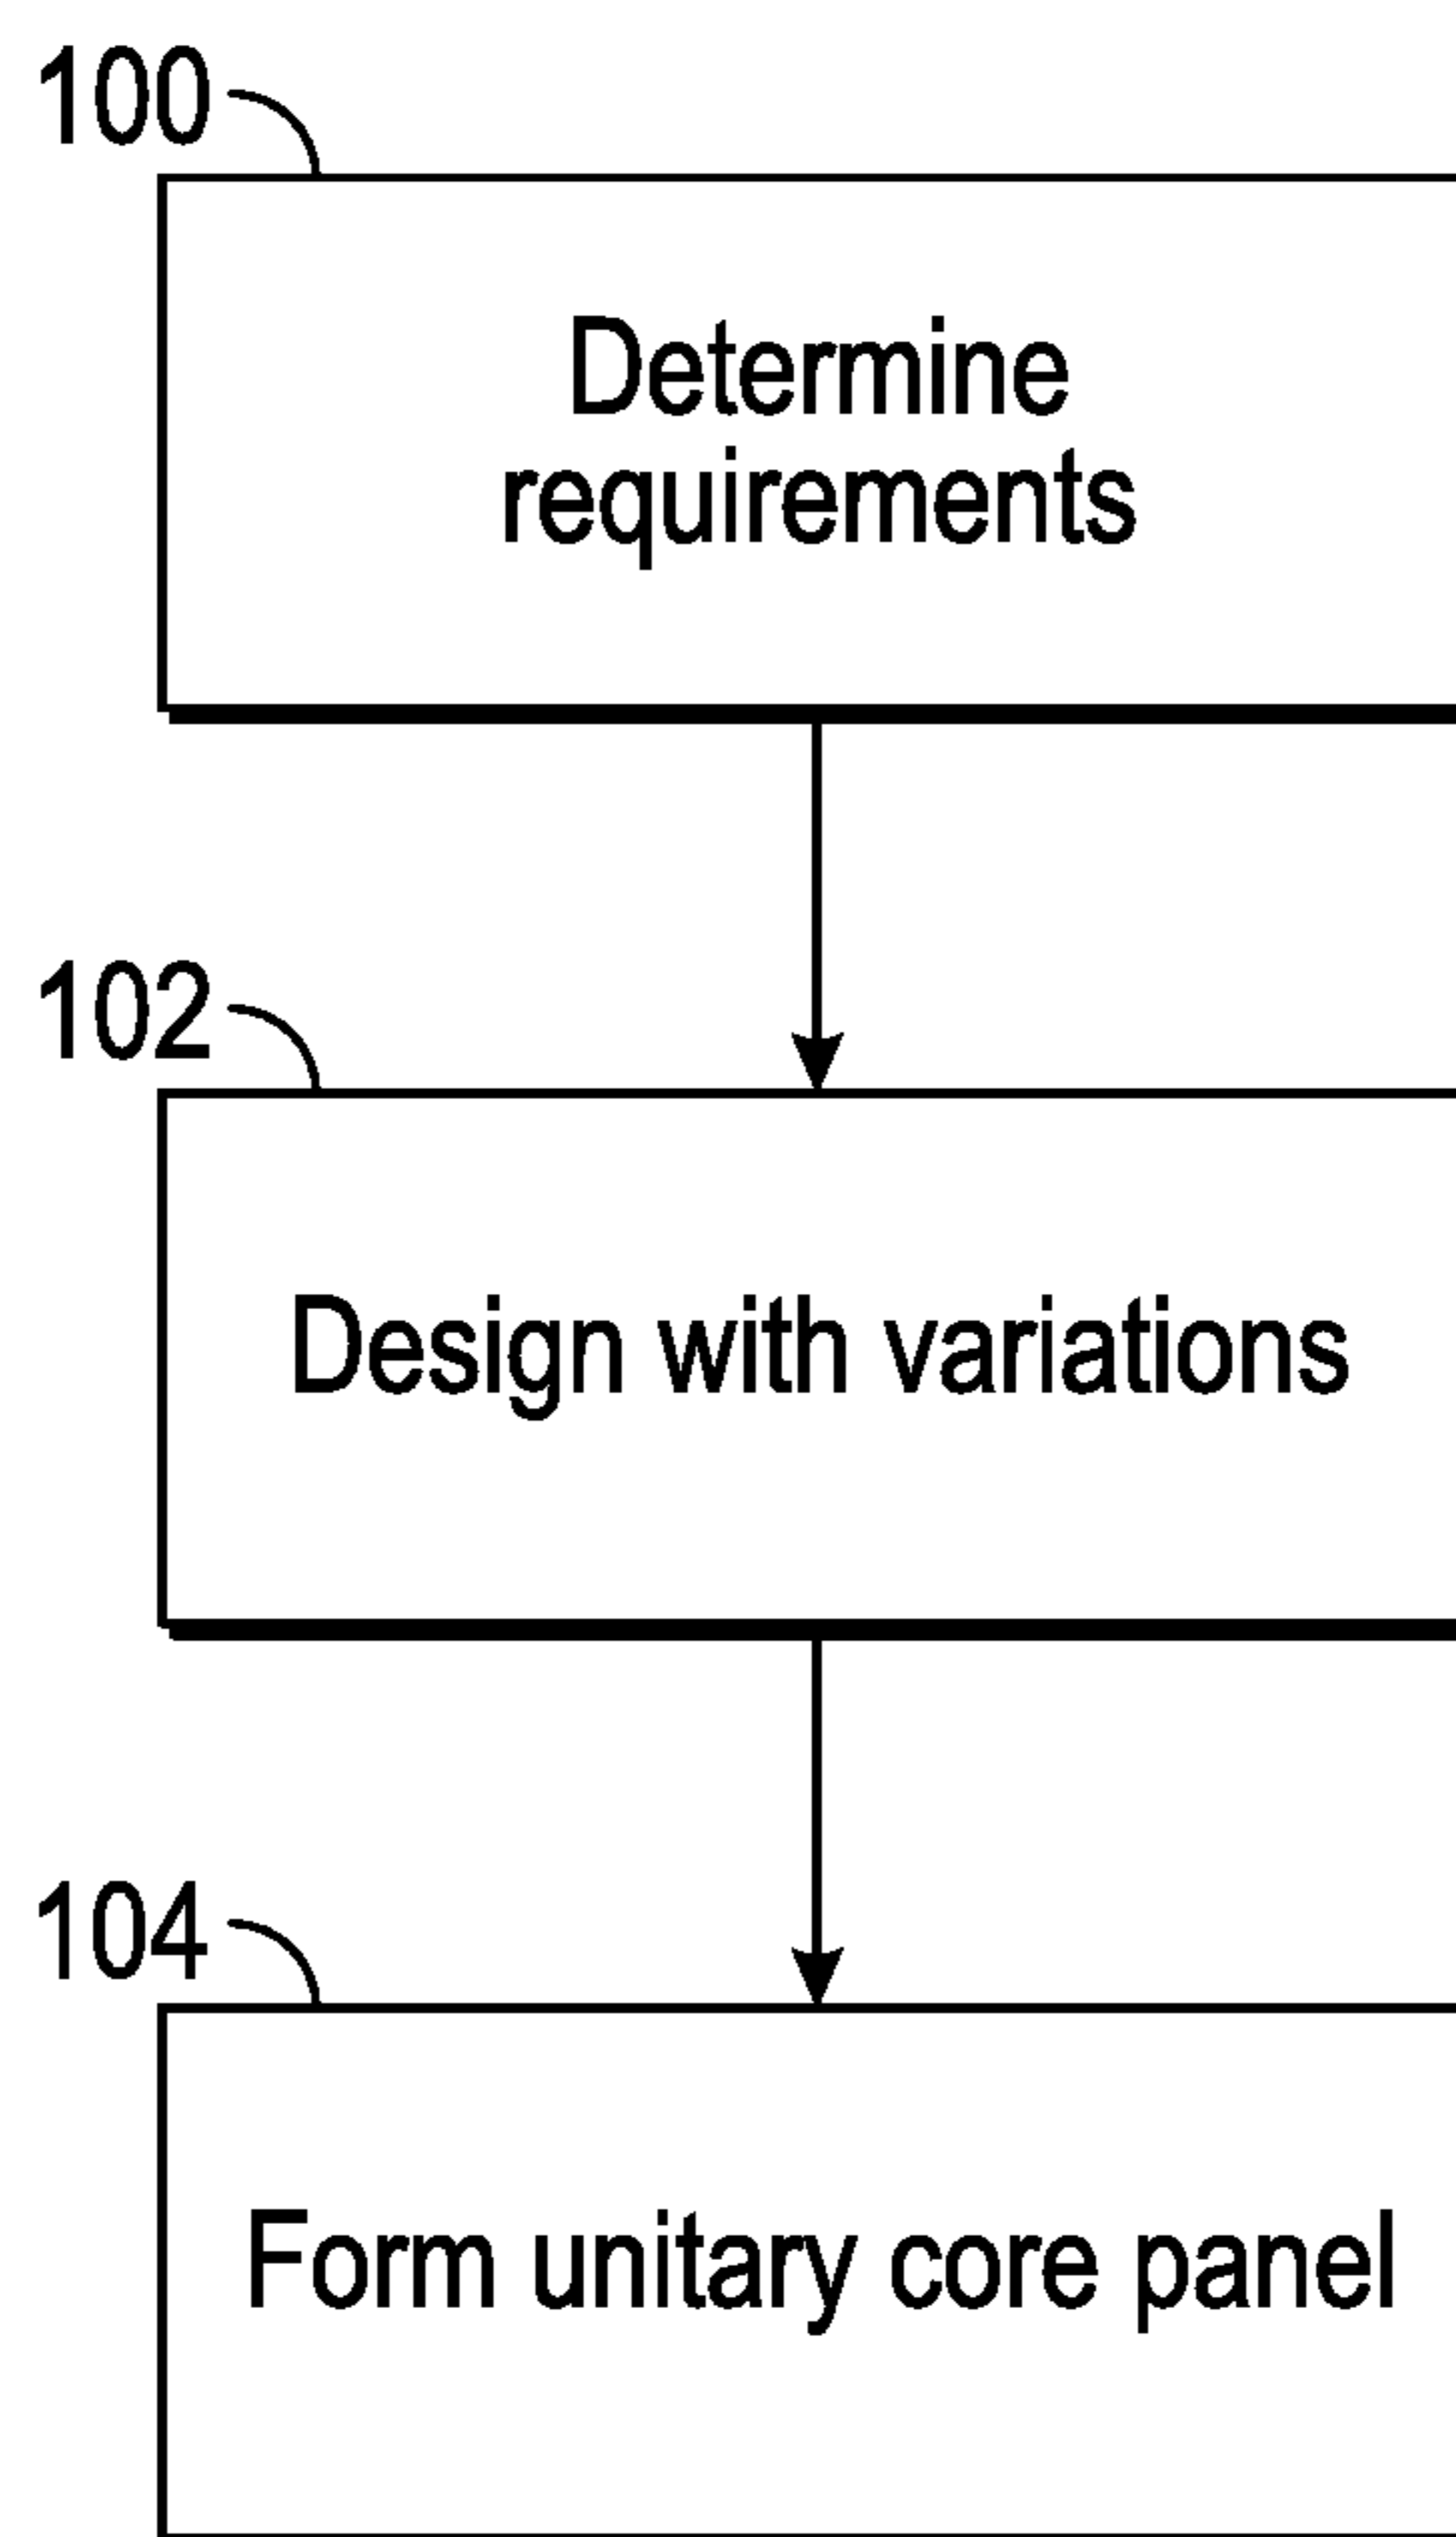 100
Determine
requirements
102
Design with variations
104
Form unitary core panel